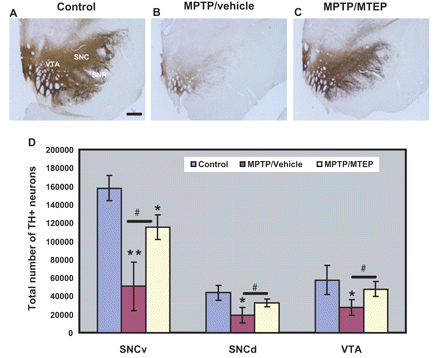 Control MPTP/vehicle MPTP/MTEP
A B C
SNC
VTA
SNR
D
Total number of TH+ neurons
200000
180000
160000
140000
120000
100000
80000
60000
40000
20000
0
Control MPTP/Vehicle MPTP/MTEP
# *
**
# *
# *
SNCv SNCd VTA